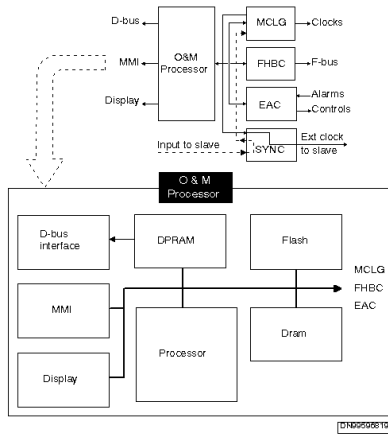 D-bus
MMI
Display
O&M
Processor
MCLG
FHBC
EAC
SYNC
Clocks
F-bus
Alarms
Controls
Input to slave
Ext clock
to slave
O & M
Processor
D-bus
interface
DPRAM
Flash
MMI
Processor
Dram
Display
MCLG
FHBC
EAC